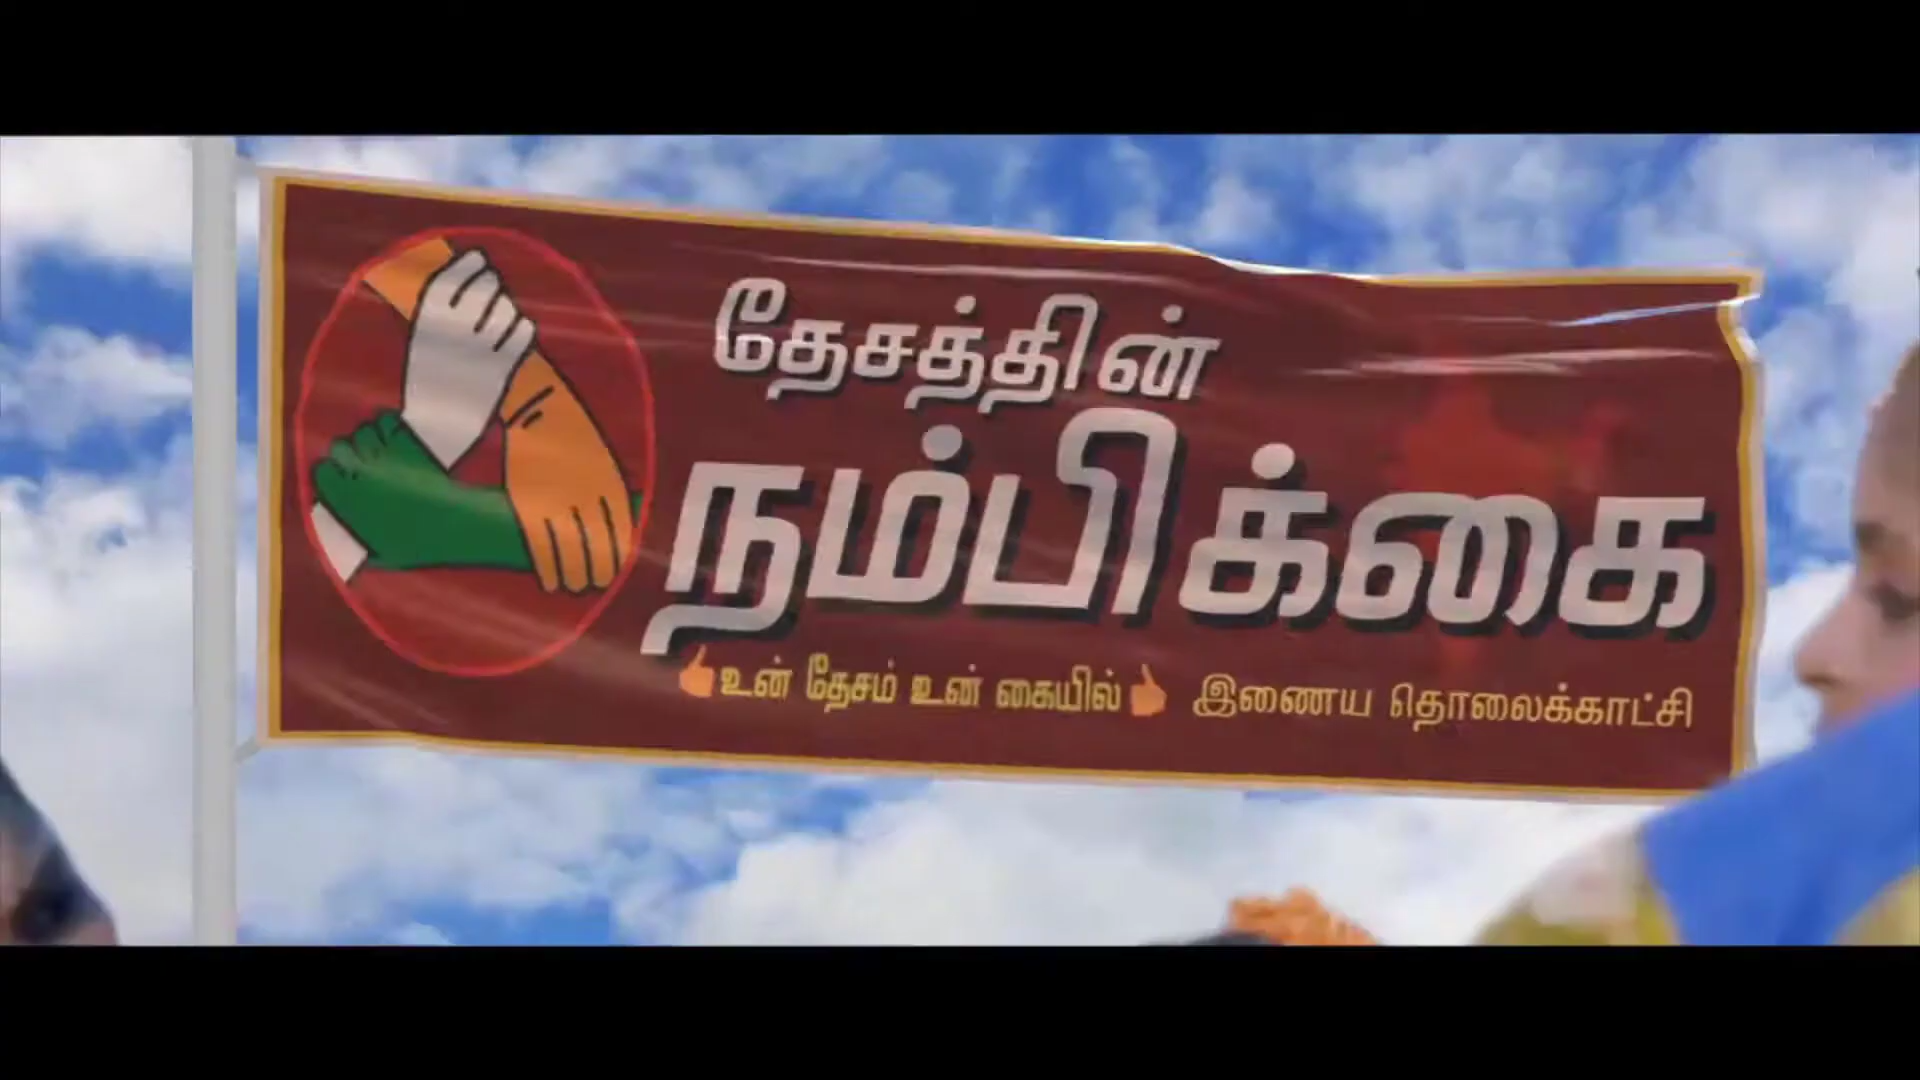 தேசத்தின்
நம்பிக்கை
உன் தேசம் உன் கையில் இணைய தொலைக்காட்சி